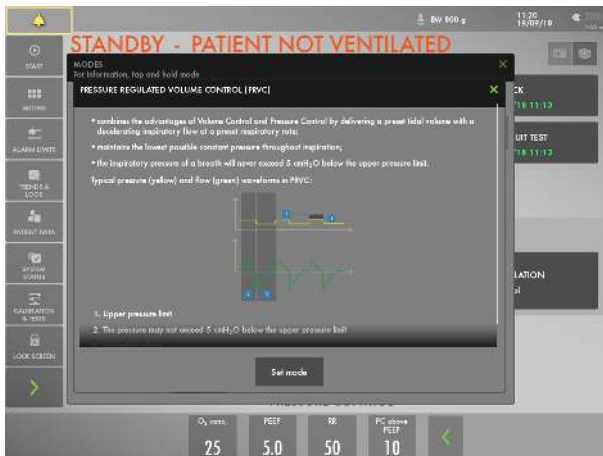 BW 800 g
11:20
19/09/18
STANDBY - PATIENT NOT VENTILATED
START
MODES
For information, tap and hold mode
PRESSURE REGULATED VOLUME CONTROL (PRVC)
• combines the advantages of Volume Control and Pressure Control by delivering a preset tidal volume with a
decelerating inspiratory flow at a preset respiratory rate;
• maintains the lowest possible constant pressure throughout inspiration;
• the inspiratory pressure of a breath will never exceed 5 cmH₂O below the upper pressure limit.
Typical pressure (yellow) and flow (green) waveforms in PRVC:
1. Upper pressure limit
2. The pressure may not exceed 5 cmH₂O below the upper pressure limit
Set mode
ALARM LIMITS
TRENDS &
LOGS
PATIENT DATA
SYSTEM
STATUS
CALIBRATION
& TESTS
LOCK SCREEN
CK
18 11:13
UIT TEST
18 11:13
LATION
O₂ conc.
25
PEEP
5.0
RR
50
PC above
PEEP
10